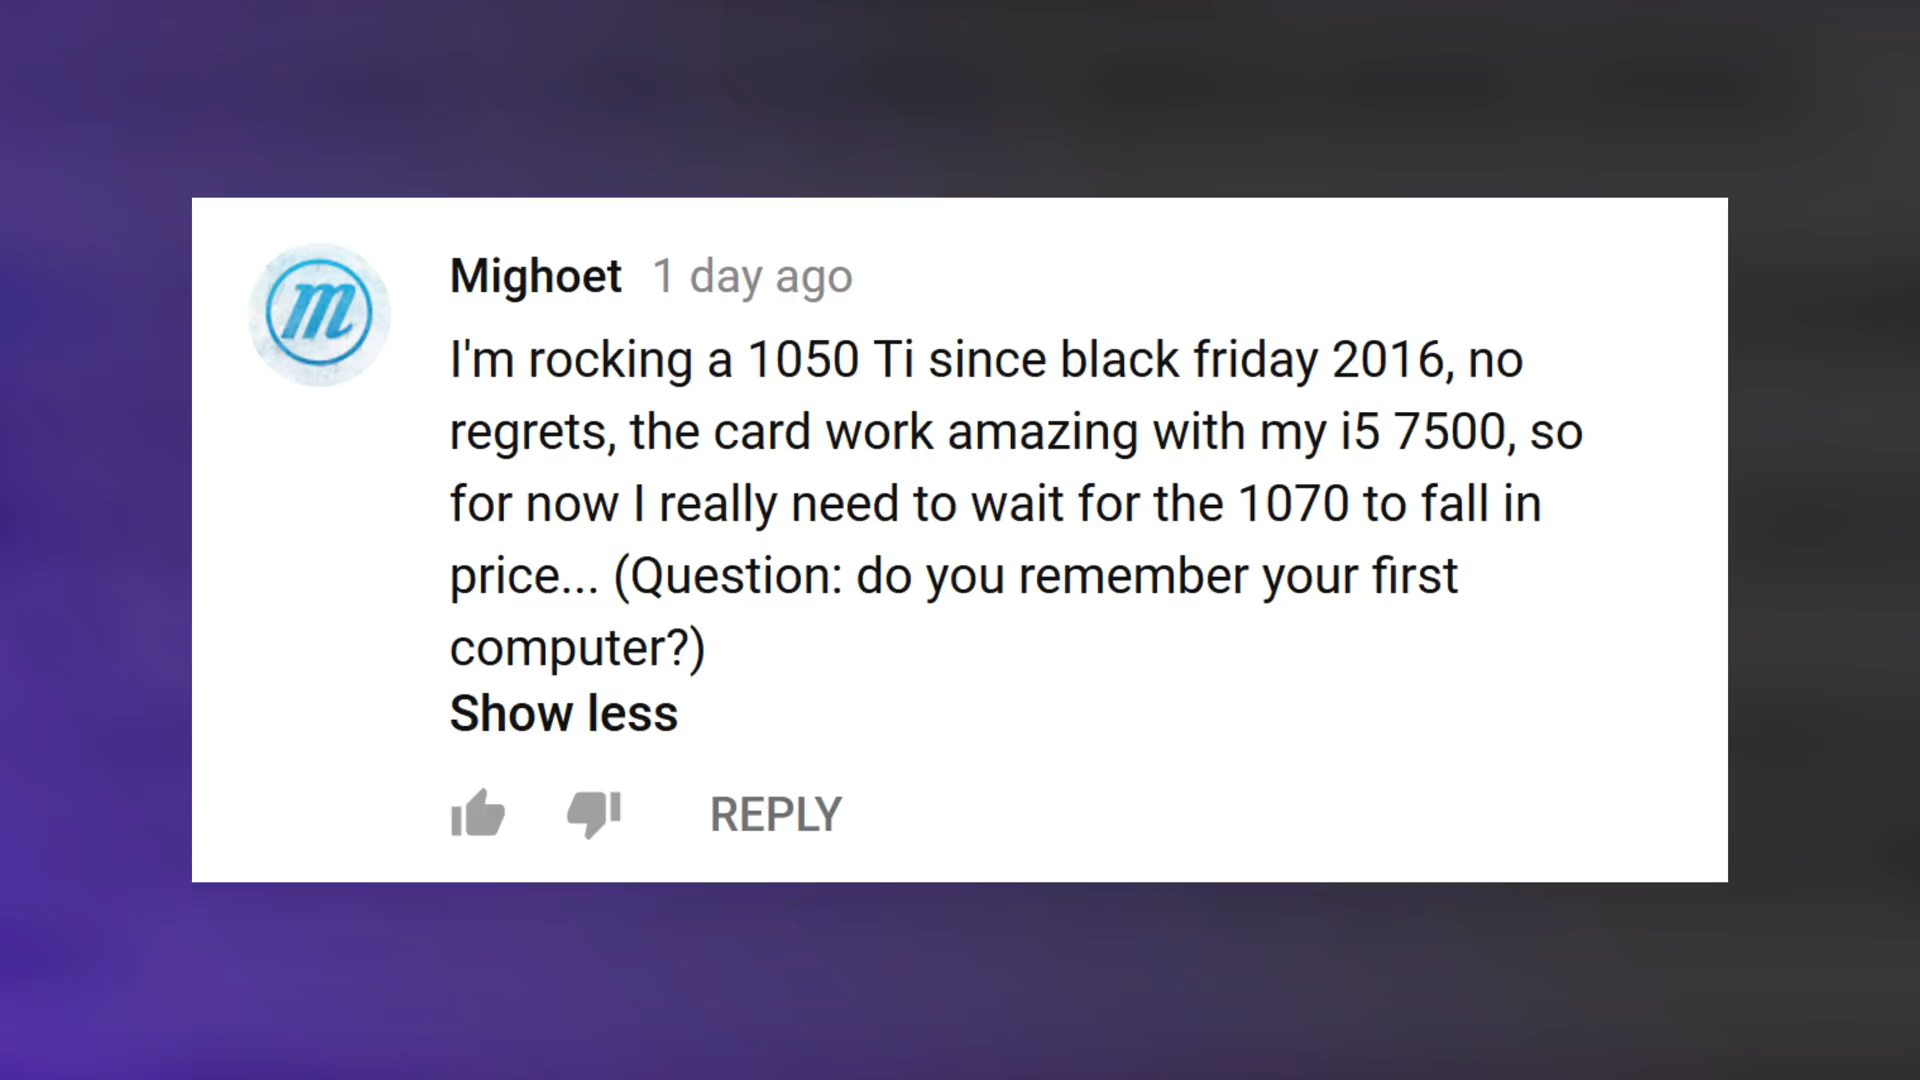 m
Mighoet 1 day ago
I'm rocking a 1050 Ti since black friday 2016, no
regrets, the card work amazing with my i5 7500, so
for now I really need to wait for the 1070 to fall in
price... (Question: do you remember your first
computer?)
Show less
REPLY